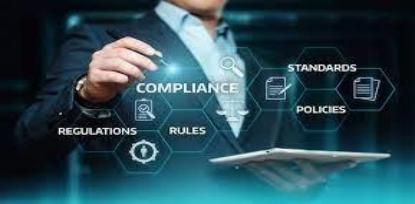 STANDARDS
COMPLIANCE
POLICIES
REGULATIONS
RULES